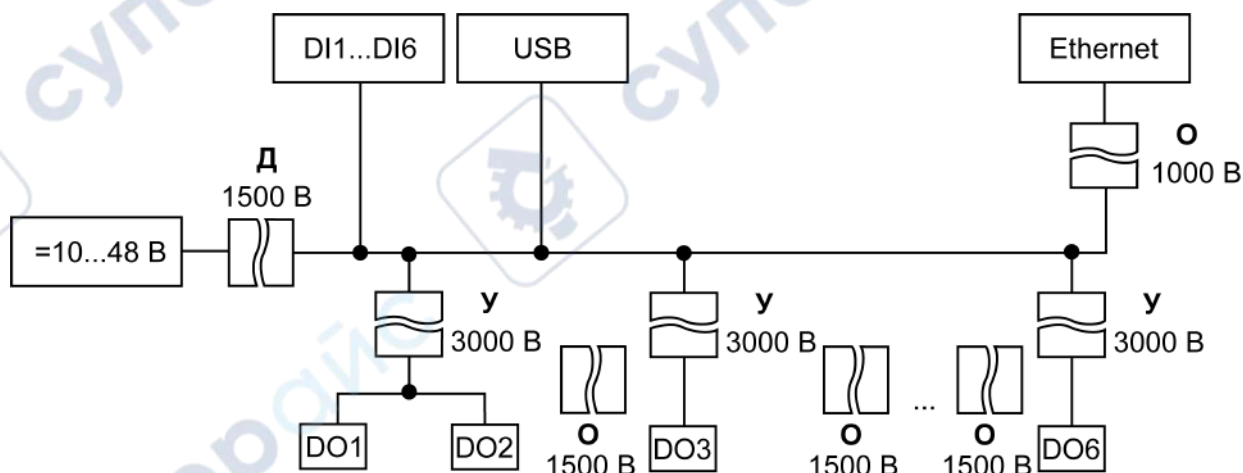 DI1...DI6
USB
Ethernet
О
1000 В
Д
1500 В
=10...48 В
У
3000 В
У
3000 В
У
3000 В
...
DO1
DO2
О
1500 В
DO3
О
1500 В
О
1500 В
DO6